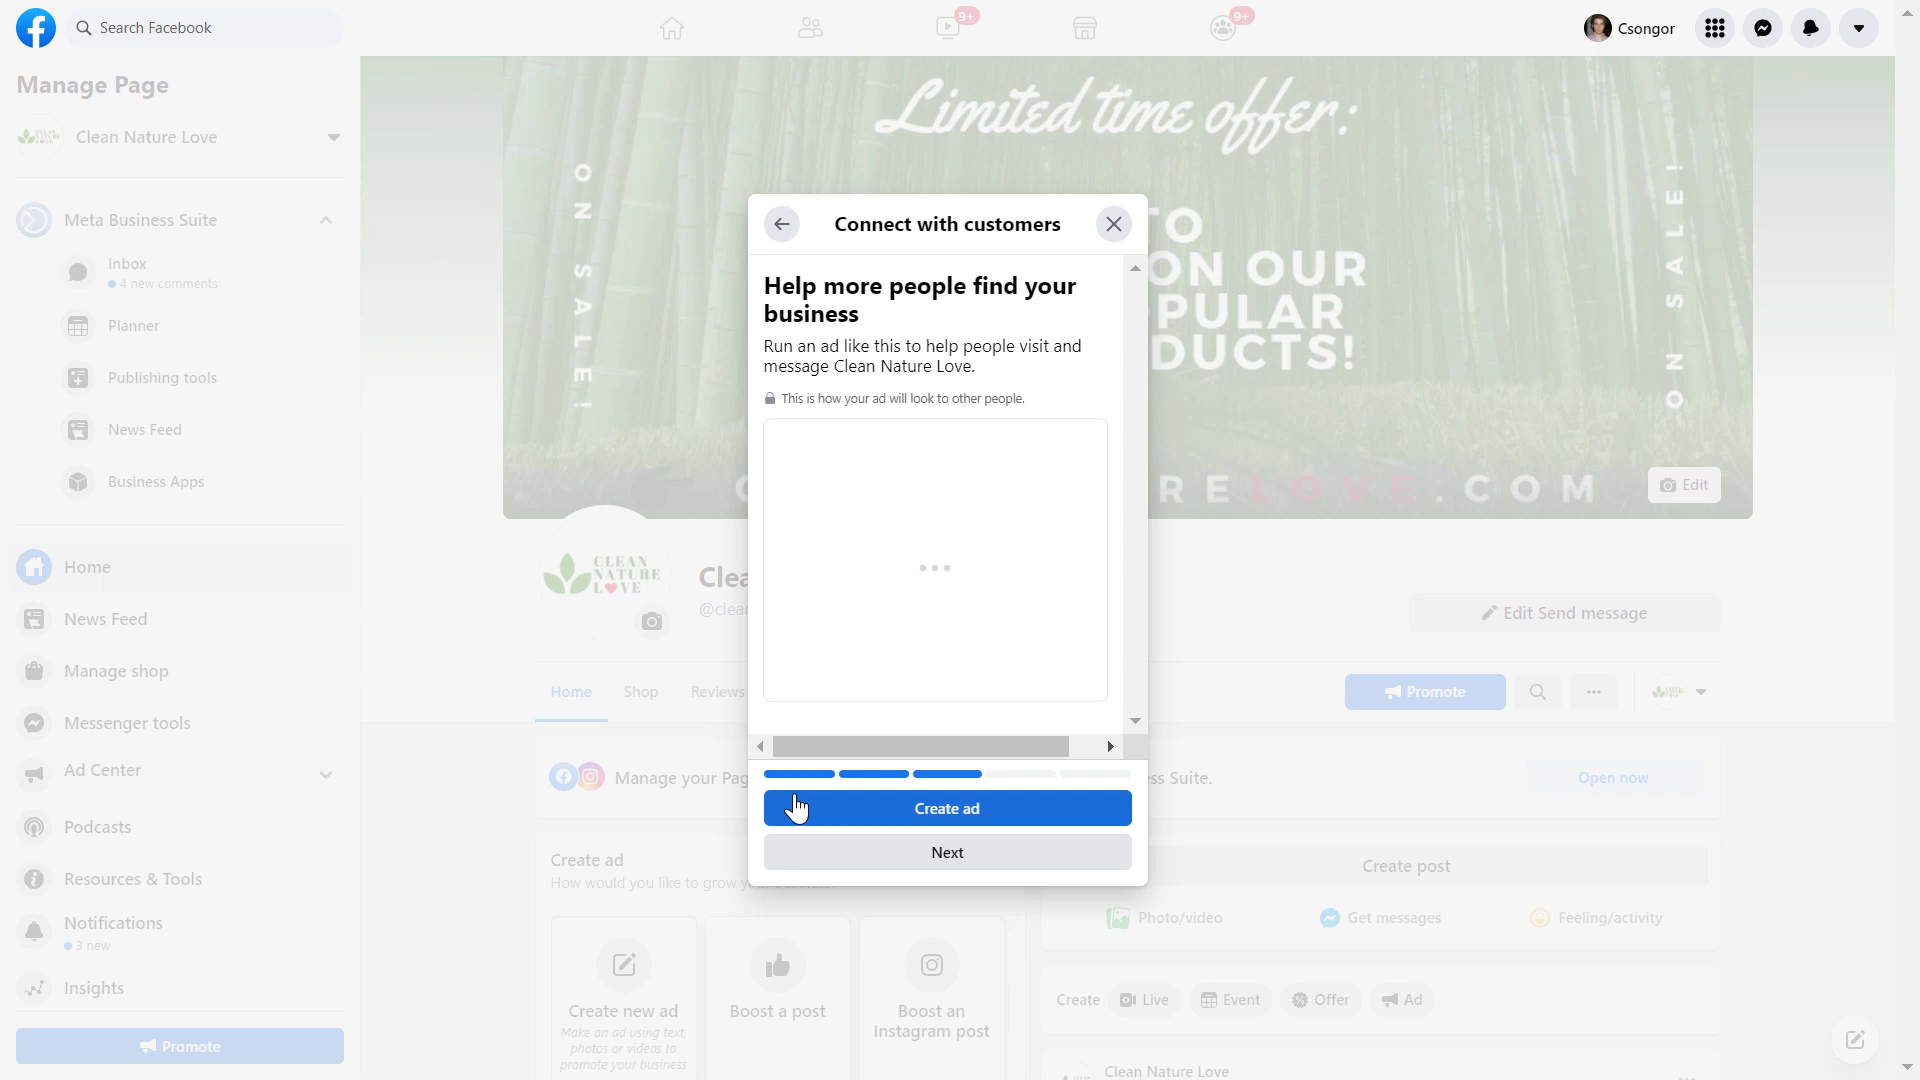 Search Facebook
9+
9+
Csongor
Manage Page
Clean Nature Love
Meta Business Suite
Inbox
4 new comments
Planner
Publishing tools
News Feed
Business Apps
Home
News Feed
Manage shop
Messenger tools
Ad Center
Podcasts
Resources & Tools
Notifications
3 new
Insights
Promote
Limited time offer:
ON SALE!
TO
ON OUR
PULAR
DUCTS!
ON SALE!
RELOVE.COM
Edit
CLEAN
NATURE
LOVE
Clea
@clear
Edit Send message
Home
Shop
Reviews
Promote
Manage your Pag
ss Suite.
Open now
Create ad
How would you like to grow your business?
Create new ad
Make an ad using text,
photos or videos to
promote your business
Boost a post
Boost an
Instagram post
Create post
Photo/video
Get messages
Feeling/activity
Create
Live
Event
Offer
Ad
Clean Nature Love
Connect with customers
Help more people find your
business
Run an ad like this to help people visit and
message Clean Nature Love.
This is how your ad will look to other people.
Create ad
Next